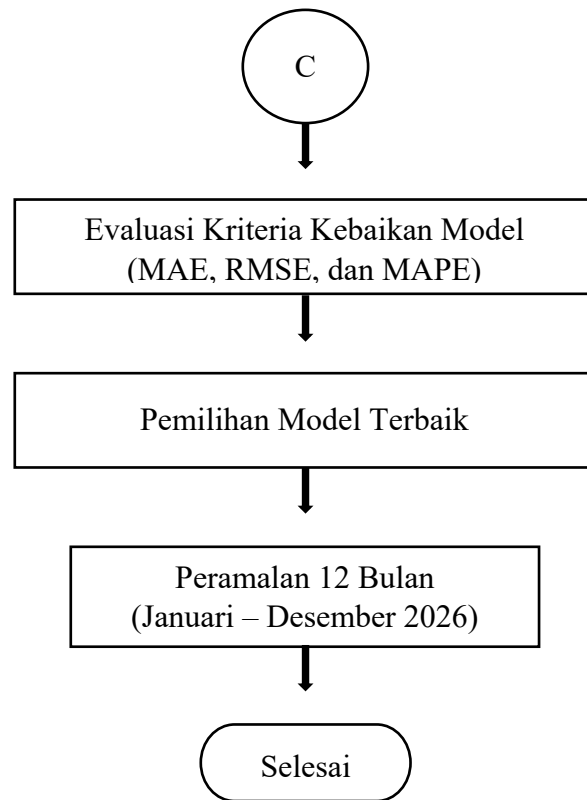 C
Evaluasi Kriteria Kebaikan Model
(MAE, RMSE, dan MAPE)
Pemilihan Model Terbaik
Peramalan 12 Bulan
(Januari – Desember 2026)
Selesai